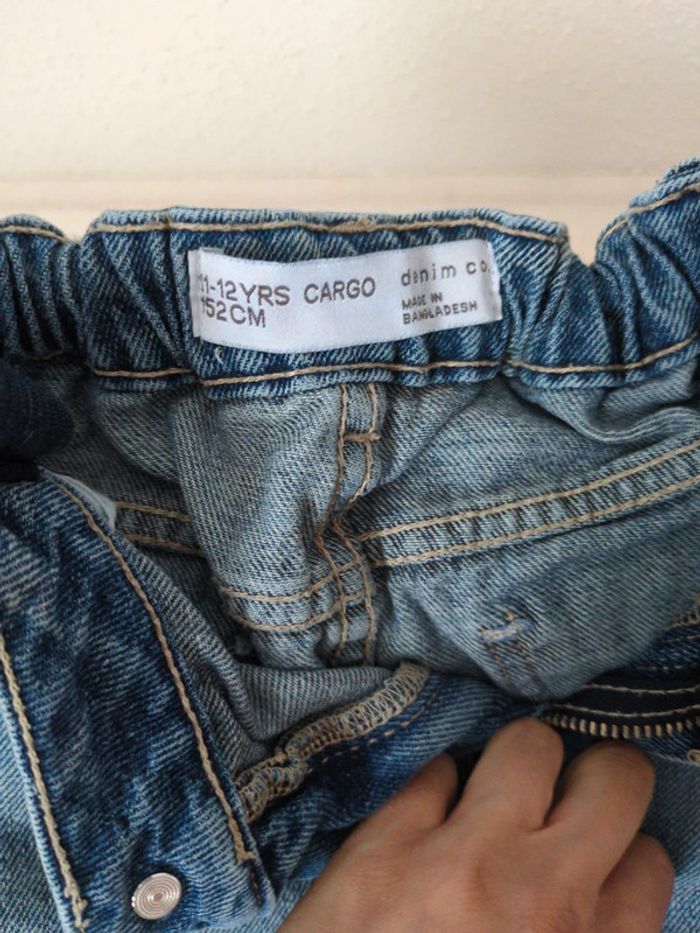 11-12YRS CARGO
152CM
denim co.
MADE IN
BANGLADESH